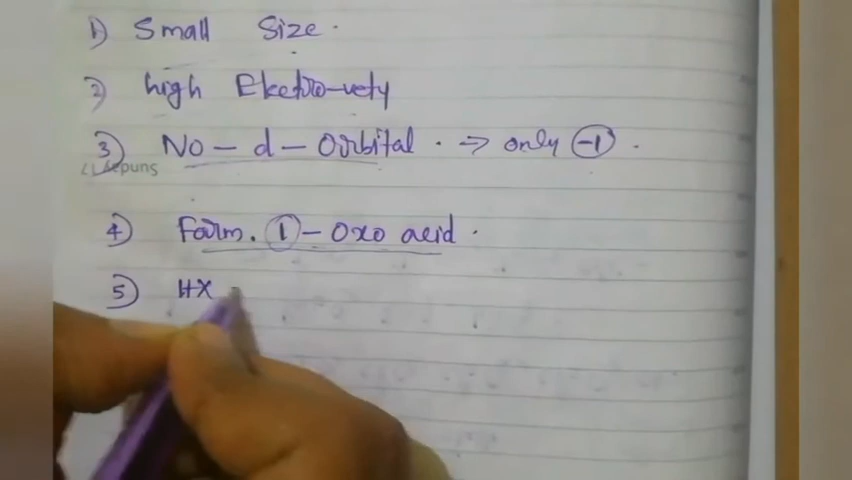 1) Small Size.
2) high Electro-vety
3) No - d - Orbital. → only -1.
4) Form. 1 - Oxo acid.
5) HX